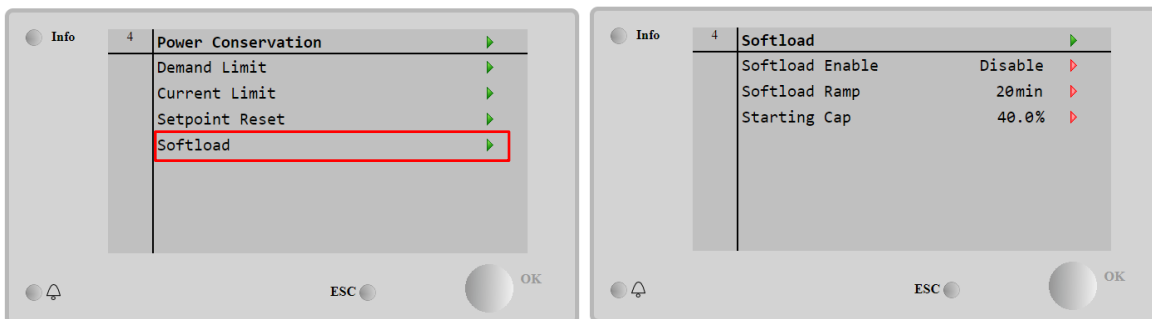 Info
4 Power Conservation
Demand Limit
Current Limit
Setpoint Reset
Softload
ESC
OK
Info
4 Softload
Softload Enable Disable
Softload Ramp 20min
Starting Cap 40.0%
ESC
OK